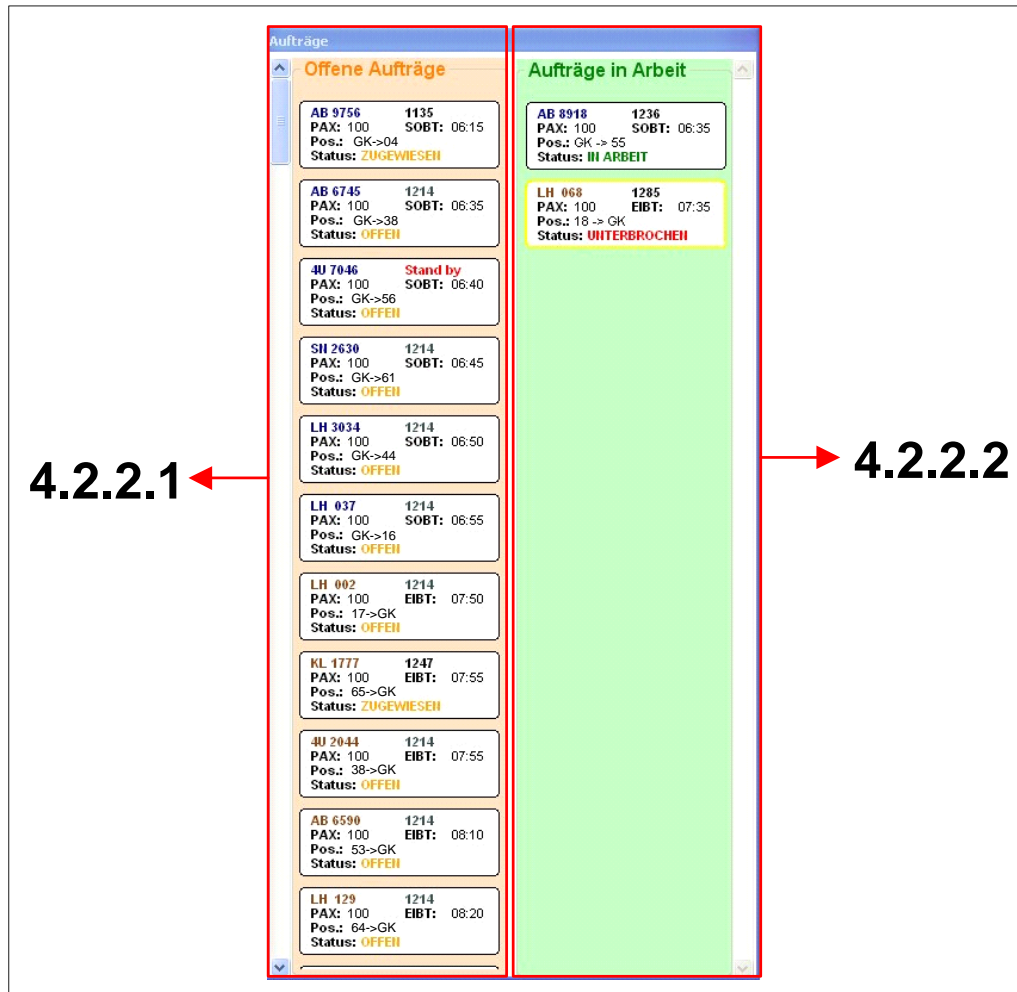 Aufträge
Offene Aufträge
AB 9756 1135
PAX: 100 SOBT: 06:15
Pos.: GK->04
Status: ZUGEWIESEN
AB 6745 1214
PAX: 100 SOBT: 06:35
Pos.: GK->38
Status: OFFEN
4U 7046 Stand by
PAX: 100 SOBT: 06:40
Pos.: GK->56
Status: OFFEN
SN 2630 1214
PAX: 100 SOBT: 06:45
Pos.: GK->61
Status: OFFEN
LH 3034 1214
PAX: 100 SOBT: 06:50
Pos.: GK->44
Status: OFFEN
LH 037 1214
PAX: 100 SOBT: 06:55
Pos.: GK->16
Status: OFFEN
LH 002 1214
PAX: 100 EIBT: 07:50
Pos.: 17->GK
Status: OFFEN
KL 1777 1247
PAX: 100 EIBT: 07:55
Pos.: 65->GK
Status: ZUGEWIESEN
4U 2044 1214
PAX: 100 EIBT: 07:55
Pos.: 38->GK
Status: OFFEN
AB 6590 1214
PAX: 100 EIBT: 08:10
Pos.: 53->GK
Status: OFFEN
LH 129 1214
PAX: 100 EIBT: 08:20
Pos.: 64->GK
Status: OFFEN
Aufträge in Arbeit
AB 8918 1236
PAX: 100 SOBT: 06:35
Pos.: GK -> 55
Status: IN ARBEIT
LH 068 1285
PAX: 100 EIBT: 07:35
Pos.: 18 -> GK
Status: UNTERBROCHEN
4.2.2.1
4.2.2.2